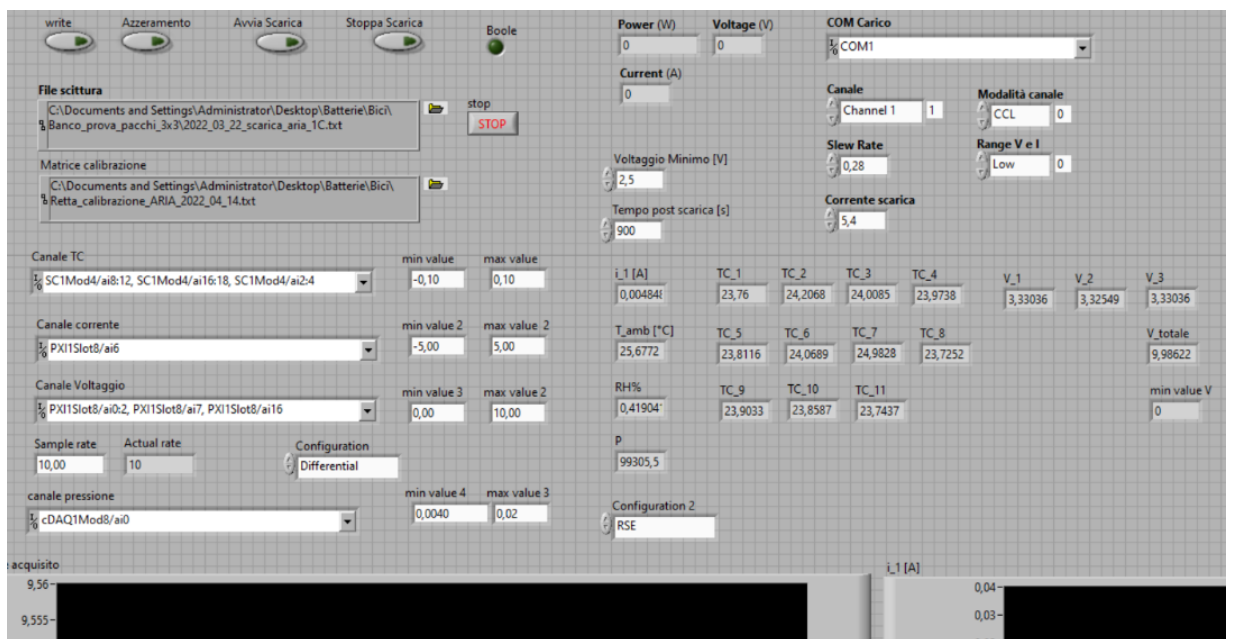 write Azzeramento Avvia Scarica Stoppa Scarica Boole
Power (W) Voltage (V) COM Carico
0 0 COM1
Current (A)
0
File scittura
C:\Documents and Settings\Administrator\Desktop\Batterie\Bici\
Banco_prova_pacchi_3x3\2022_03_22_scarica_aria_1C.txt
stop
STOP
Canale Modalità canale
Channel 1 1 CCL 0
Slew Rate Range V e I
0,28 Low 0
Matrice calibrazione
C:\Documents and Settings\Administrator\Desktop\Batterie\Bici\
Retta_calibrazione_ARIA_2022_04_14.txt
Voltaggio Minimo [V]
2,5
Tempo post scarica [s]
900
Corrente scarica
5,4
Canale TC min value max value
SC1Mod4/ai8:12, SC1Mod4/ai16:18, SC1Mod4/ai2:4 -0,10 0,10
i_1 [A] TC_1 TC_2 TC_3 TC_4 V_1 V_2 V_3
0,00484 23,76 24,2068 24,0085 23,9738 3,33036 3,32549 3,33036
Canale corrente min value 2 max value 2
PXI1Slot8/ai6 -5,00 5,00
T_amb [°C] TC_5 TC_6 TC_7 TC_8 V_totale
25,6772 23,8116 24,0689 24,9828 23,7252 9,98622
Canale Voltaggio min value 3 max value 2
PXI1Slot8/ai0:2, PXI1Slot8/ai7, PXI1Slot8/ai16 0,00 10,00
RH% TC_9 TC_10 TC_11 min value V
0,41904 23,9033 23,8587 23,7437 0
Sample rate Actual rate Configuration
10,00 10 Differential
p
99305,5
canale pressione min value 4 max value 3
cDAQ1Mod8/ai0 0,0040 0,02
Configuration 2
RSE
acquisito i_1 [A]
9,56 0,04
9,555 0,03